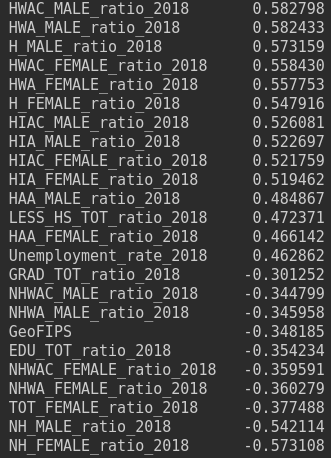 HWAC_MALE_ratio_2018 0.582798
HWA_MALE_ratio_2018 0.582433
H_MALE_ratio_2018 0.573159
HWAC_FEMALE_ratio_2018 0.558430
HWA_FEMALE_ratio_2018 0.557753
H_FEMALE_ratio_2018 0.547916
HIAC_MALE_ratio_2018 0.526081
HIA_MALE_ratio_2018 0.522697
HIAC_FEMALE_ratio_2018 0.521759
HIA_FEMALE_ratio_2018 0.519462
HAA_MALE_ratio_2018 0.484867
LESS_HS_TOT_ratio_2018 0.472371
HAA_FEMALE_ratio_2018 0.466142
Unemployment_rate_2018 0.462862
GRAD_TOT_ratio_2018 -0.301252
NHWAC_MALE_ratio_2018 -0.344799
NHWA_MALE_ratio_2018 -0.345958
GeoFIPS -0.348185
EDU_TOT_ratio_2018 -0.354234
NHWAC_FEMALE_ratio_2018 -0.359591
NHWA_FEMALE_ratio_2018 -0.360279
TOT_FEMALE_ratio_2018 -0.377488
NH_MALE_ratio_2018 -0.542114
NH_FEMALE_ratio_2018 -0.573108